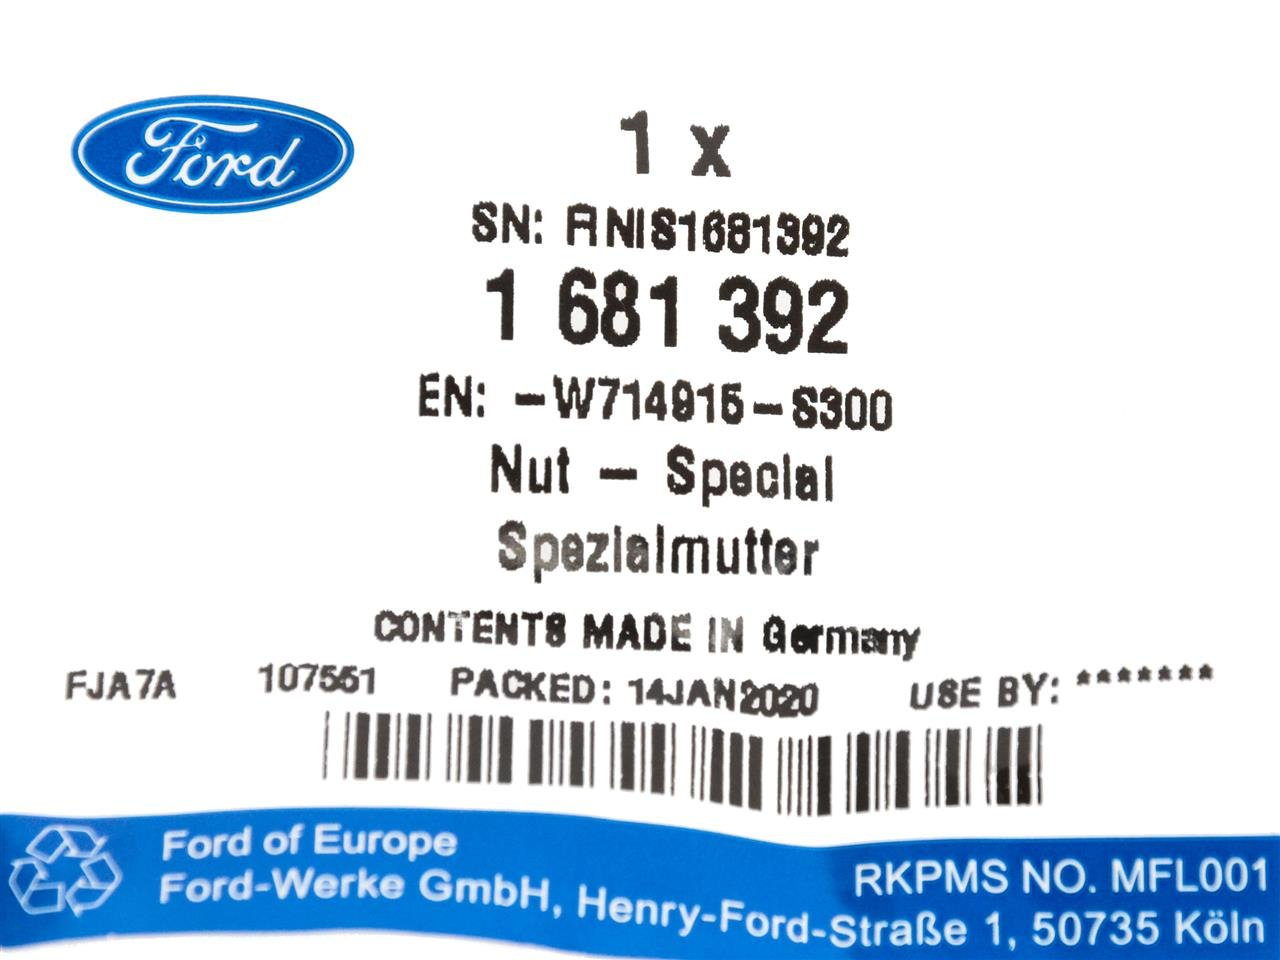 Ford
1 x
SN: RNIS1681392
1 681 392
EN: -W714915-S300
Nut - Special
Spezialmutter
CONTENTS MADE IN Germany
FJA7A 107551 PACKED: 14JAN2020 USE BY: *******
Ford of Europe
Ford-Werke GmbH, Henry-Ford-Straße 1, 50735 Köln
RKPMS NO. MFL001